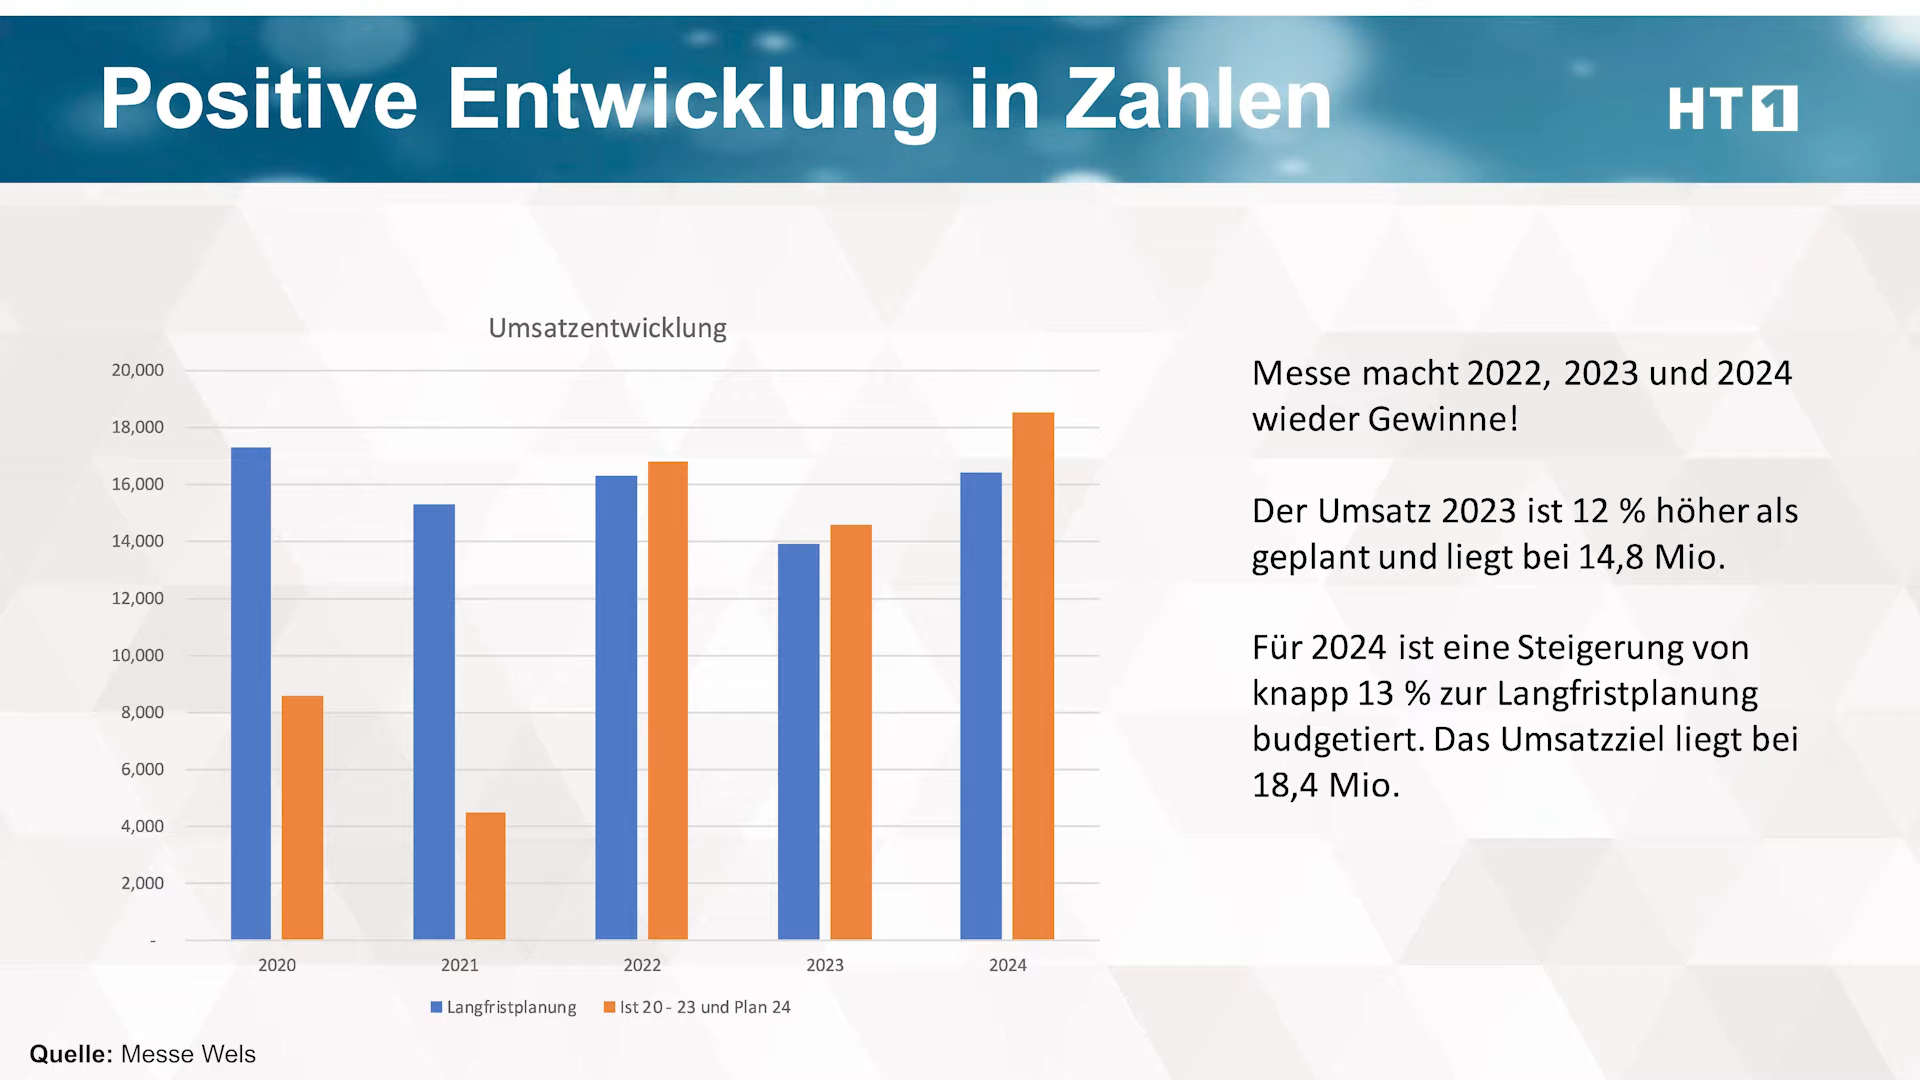 Positive Entwicklung in Zahlen
HT1
Umsatzentwicklung
20,000
18,000
16,000
14,000
12,000
10,000
8,000
6,000
4,000
2,000
-
2020 2021 2022 2023 2024
Langfristplanung Ist 20 - 23 und Plan 24
Messe macht 2022, 2023 und 2024
wieder Gewinne!
Der Umsatz 2023 ist 12 % höher als
geplant und liegt bei 14,8 Mio.
Für 2024 ist eine Steigerung von
knapp 13 % zur Langfristplanung
budgetiert. Das Umsatzziel liegt bei
18,4 Mio.
Quelle: Messe Wels